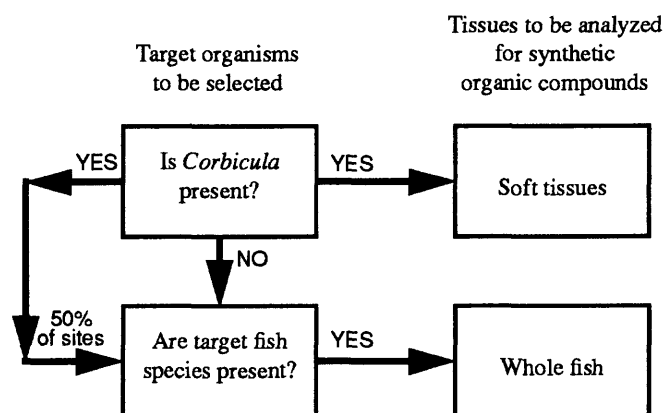 Target organisms
to be selected
Tissues to be analyzed
for synthetic
organic compounds
YES
Is Corbicula
present?
YES
Soft tissues
NO
50%
of sites
Are target fish
species present?
YES
Whole fish